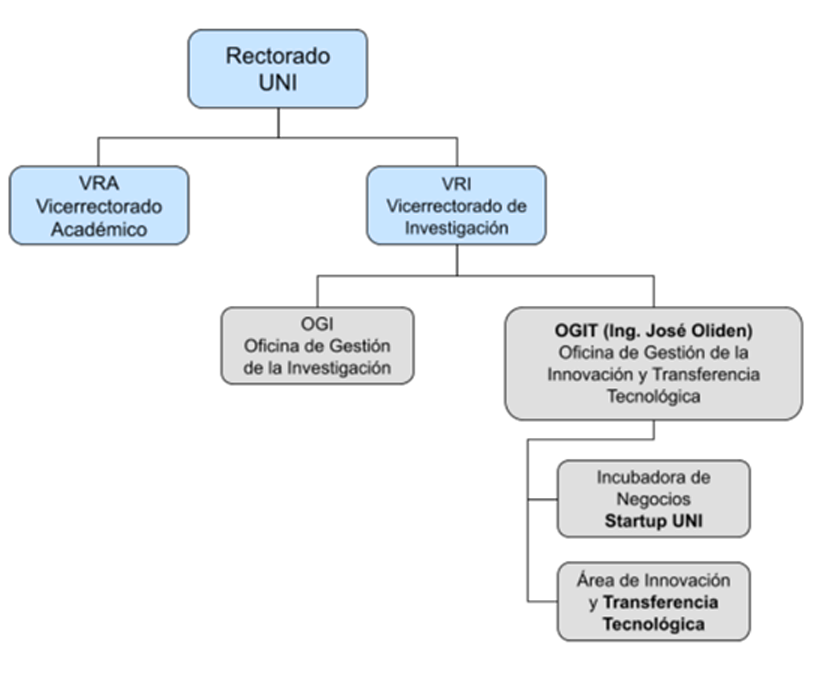 Rectorado
UNI
VRA
Vicerrectorado
Académico
VRI
Vicerrectorado de
Investigación
OGI
Oficina de Gestión
de la Investigación
OGIT (Ing. José Oliden)
Oficina de Gestión de la
Innovación y Transferencia
Tecnológica
Incubadora de
Negocios
Startup UNI
Área de Innovación
y Transferencia
Tecnológica